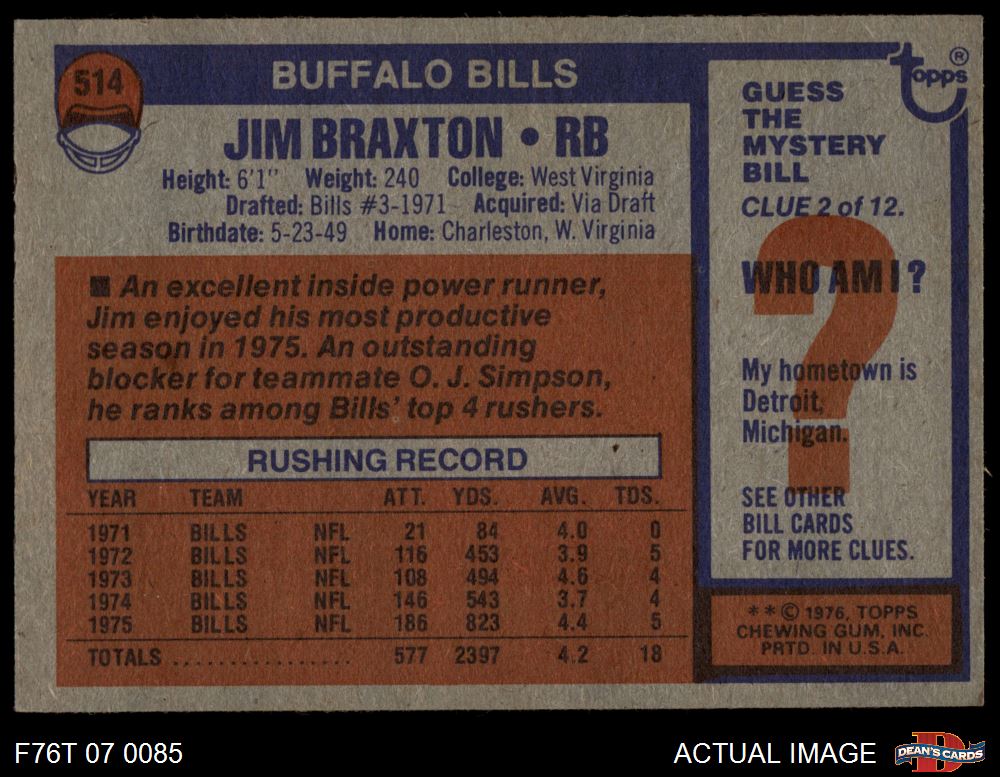 514
BUFFALO BILLS
JIM BRAXTON • RB
Height: 6'1" Weight: 240 College: West Virginia
Drafted: Bills #3-1971 Acquired: Via Draft
Birthdate: 5-23-49 Home: Charleston, W. Virginia
■ An excellent inside power runner,
Jim enjoyed his most productive
season in 1975. An outstanding
blocker for teammate O. J. Simpson,
he ranks among Bills' top 4 rushers.
RUSHING RECORD
YEAR TEAM ATT. YDS. AVG. TDS.
1971 BILLS NFL 21 84 4.0 0
1972 BILLS NFL 116 453 3.9 5
1973 BILLS NFL 108 494 4.6 4
1974 BILLS NFL 146 543 3.7 4
1975 BILLS NFL 186 823 4.4 5
TOTALS ................. 577 2397 4.2 18
topps ®
GUESS
THE
MYSTERY
BILL
CLUE 2 of 12.
?
WHO AM I?
My hometown is
Detroit,
Michigan.
SEE OTHER
BILL CARDS
FOR MORE CLUES.
**© 1976, TOPPS
CHEWING GUM, INC.
PRTD. IN U.S.A.
F76T 07 0085
ACTUAL IMAGE
D
DEAN'S CARDS